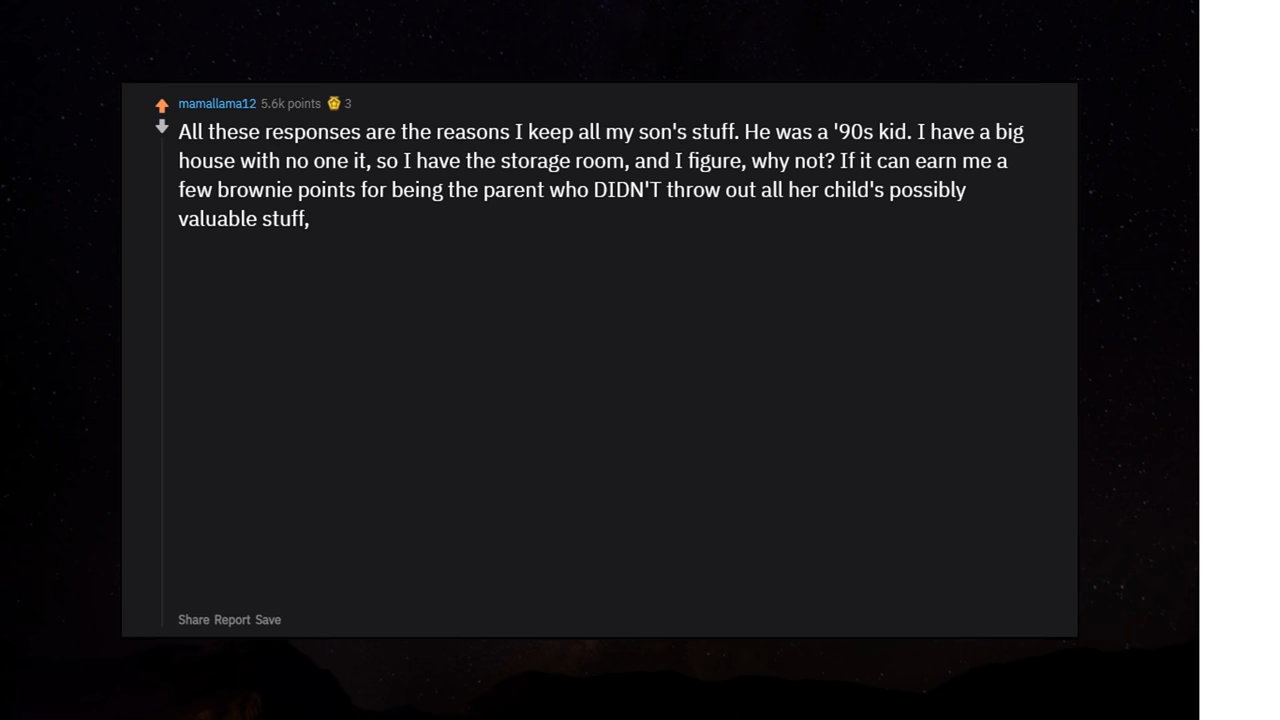 mamallama12 5.6k points 3
All these responses are the reasons I keep all my son's stuff. He was a '90s kid. I have a big
house with no one it, so I have the storage room, and I figure, why not? If it can earn me a
few brownie points for being the parent who DIDN'T throw out all her child's possibly
valuable stuff,
Share Report Save